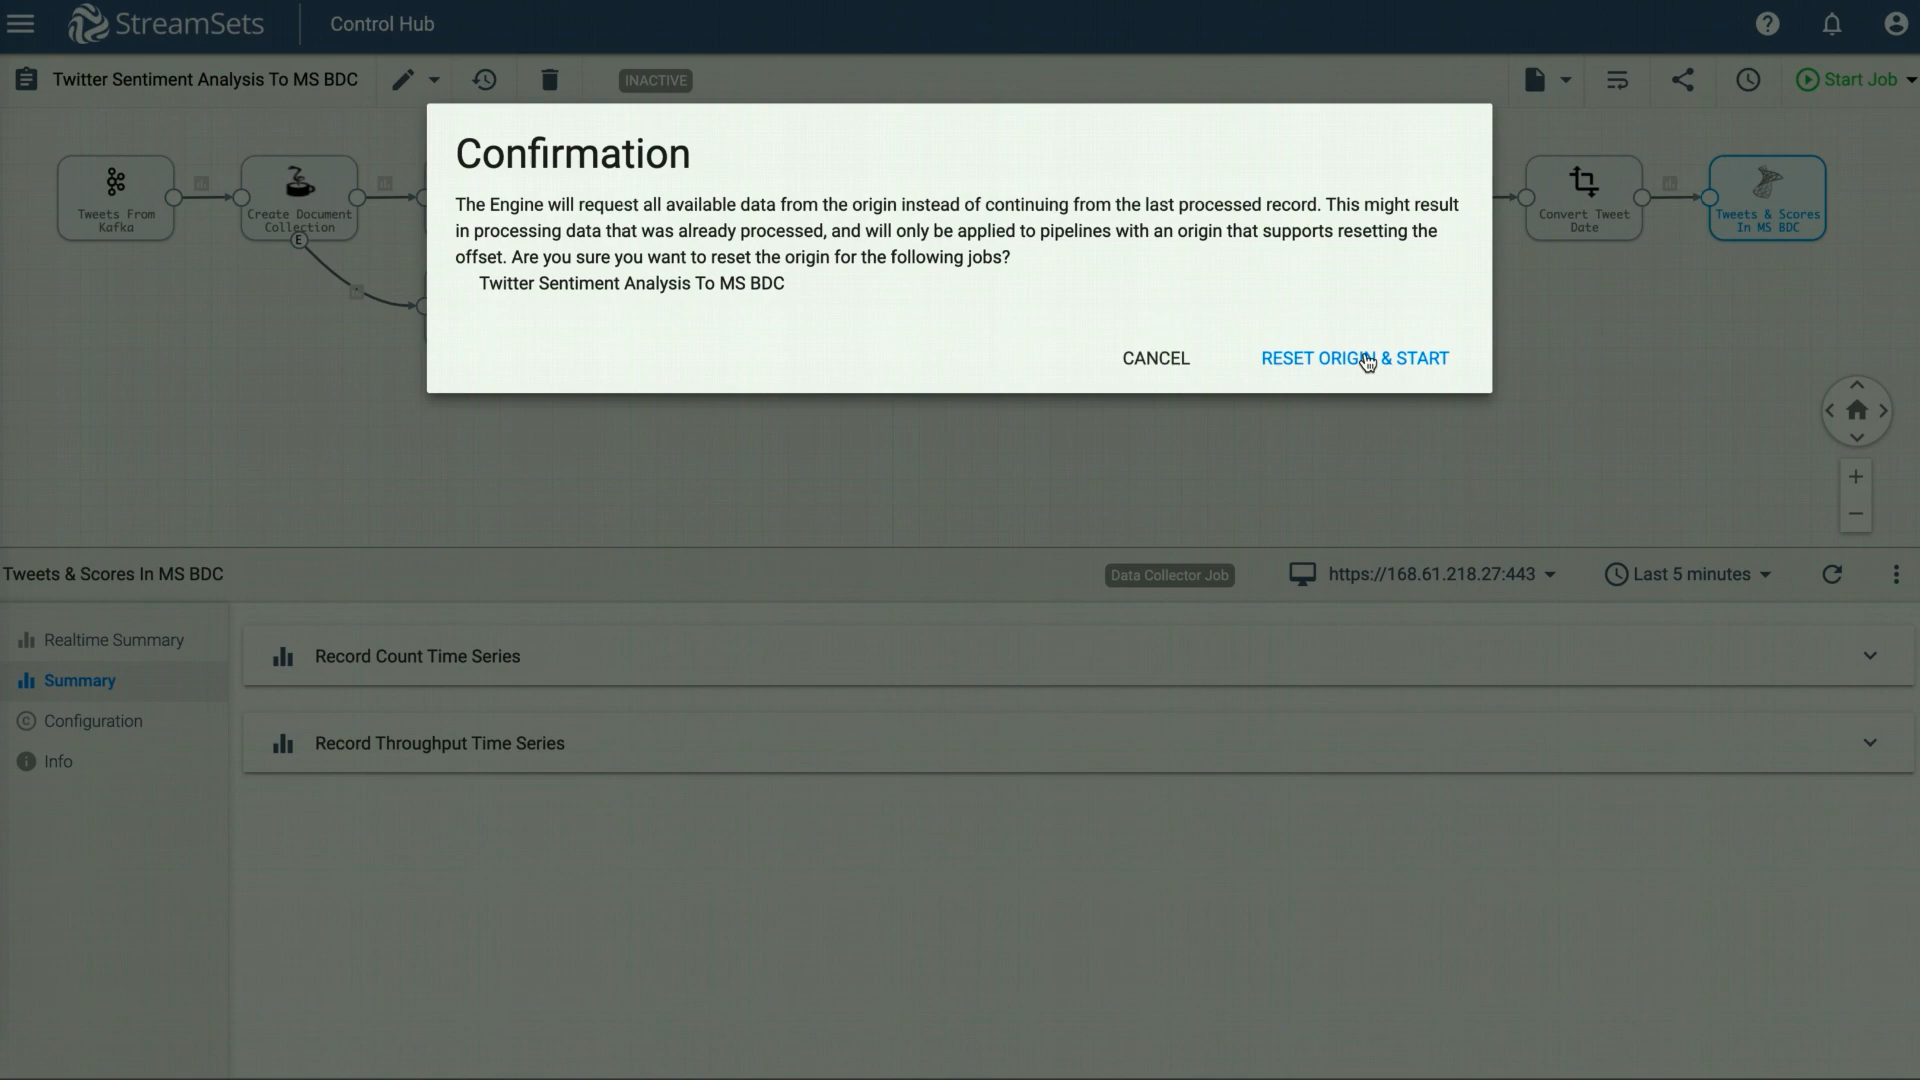 StreamSets
Control Hub
Twitter Sentiment Analysis To MS BDC
INACTIVE
Start Job
Confirmation
The Engine will request all available data from the origin instead of continuing from the last processed record. This might result
in processing data that was already processed, and will only be applied to pipelines with an origin that supports resetting the
offset. Are you sure you want to reset the origin for the following jobs?
Twitter Sentiment Analysis To MS BDC
CANCEL
RESET ORIGIN & START
Tweets From
Kafka
Create Document
Collection
E
Convert Tweet
Date
Tweets & Scores
In MS BDC
Tweets & Scores In MS BDC
Data Collector Job
https://168.61.218.27:443
Last 5 minutes
Realtime Summary
Summary
Configuration
Info
Record Count Time Series
Record Throughput Time Series